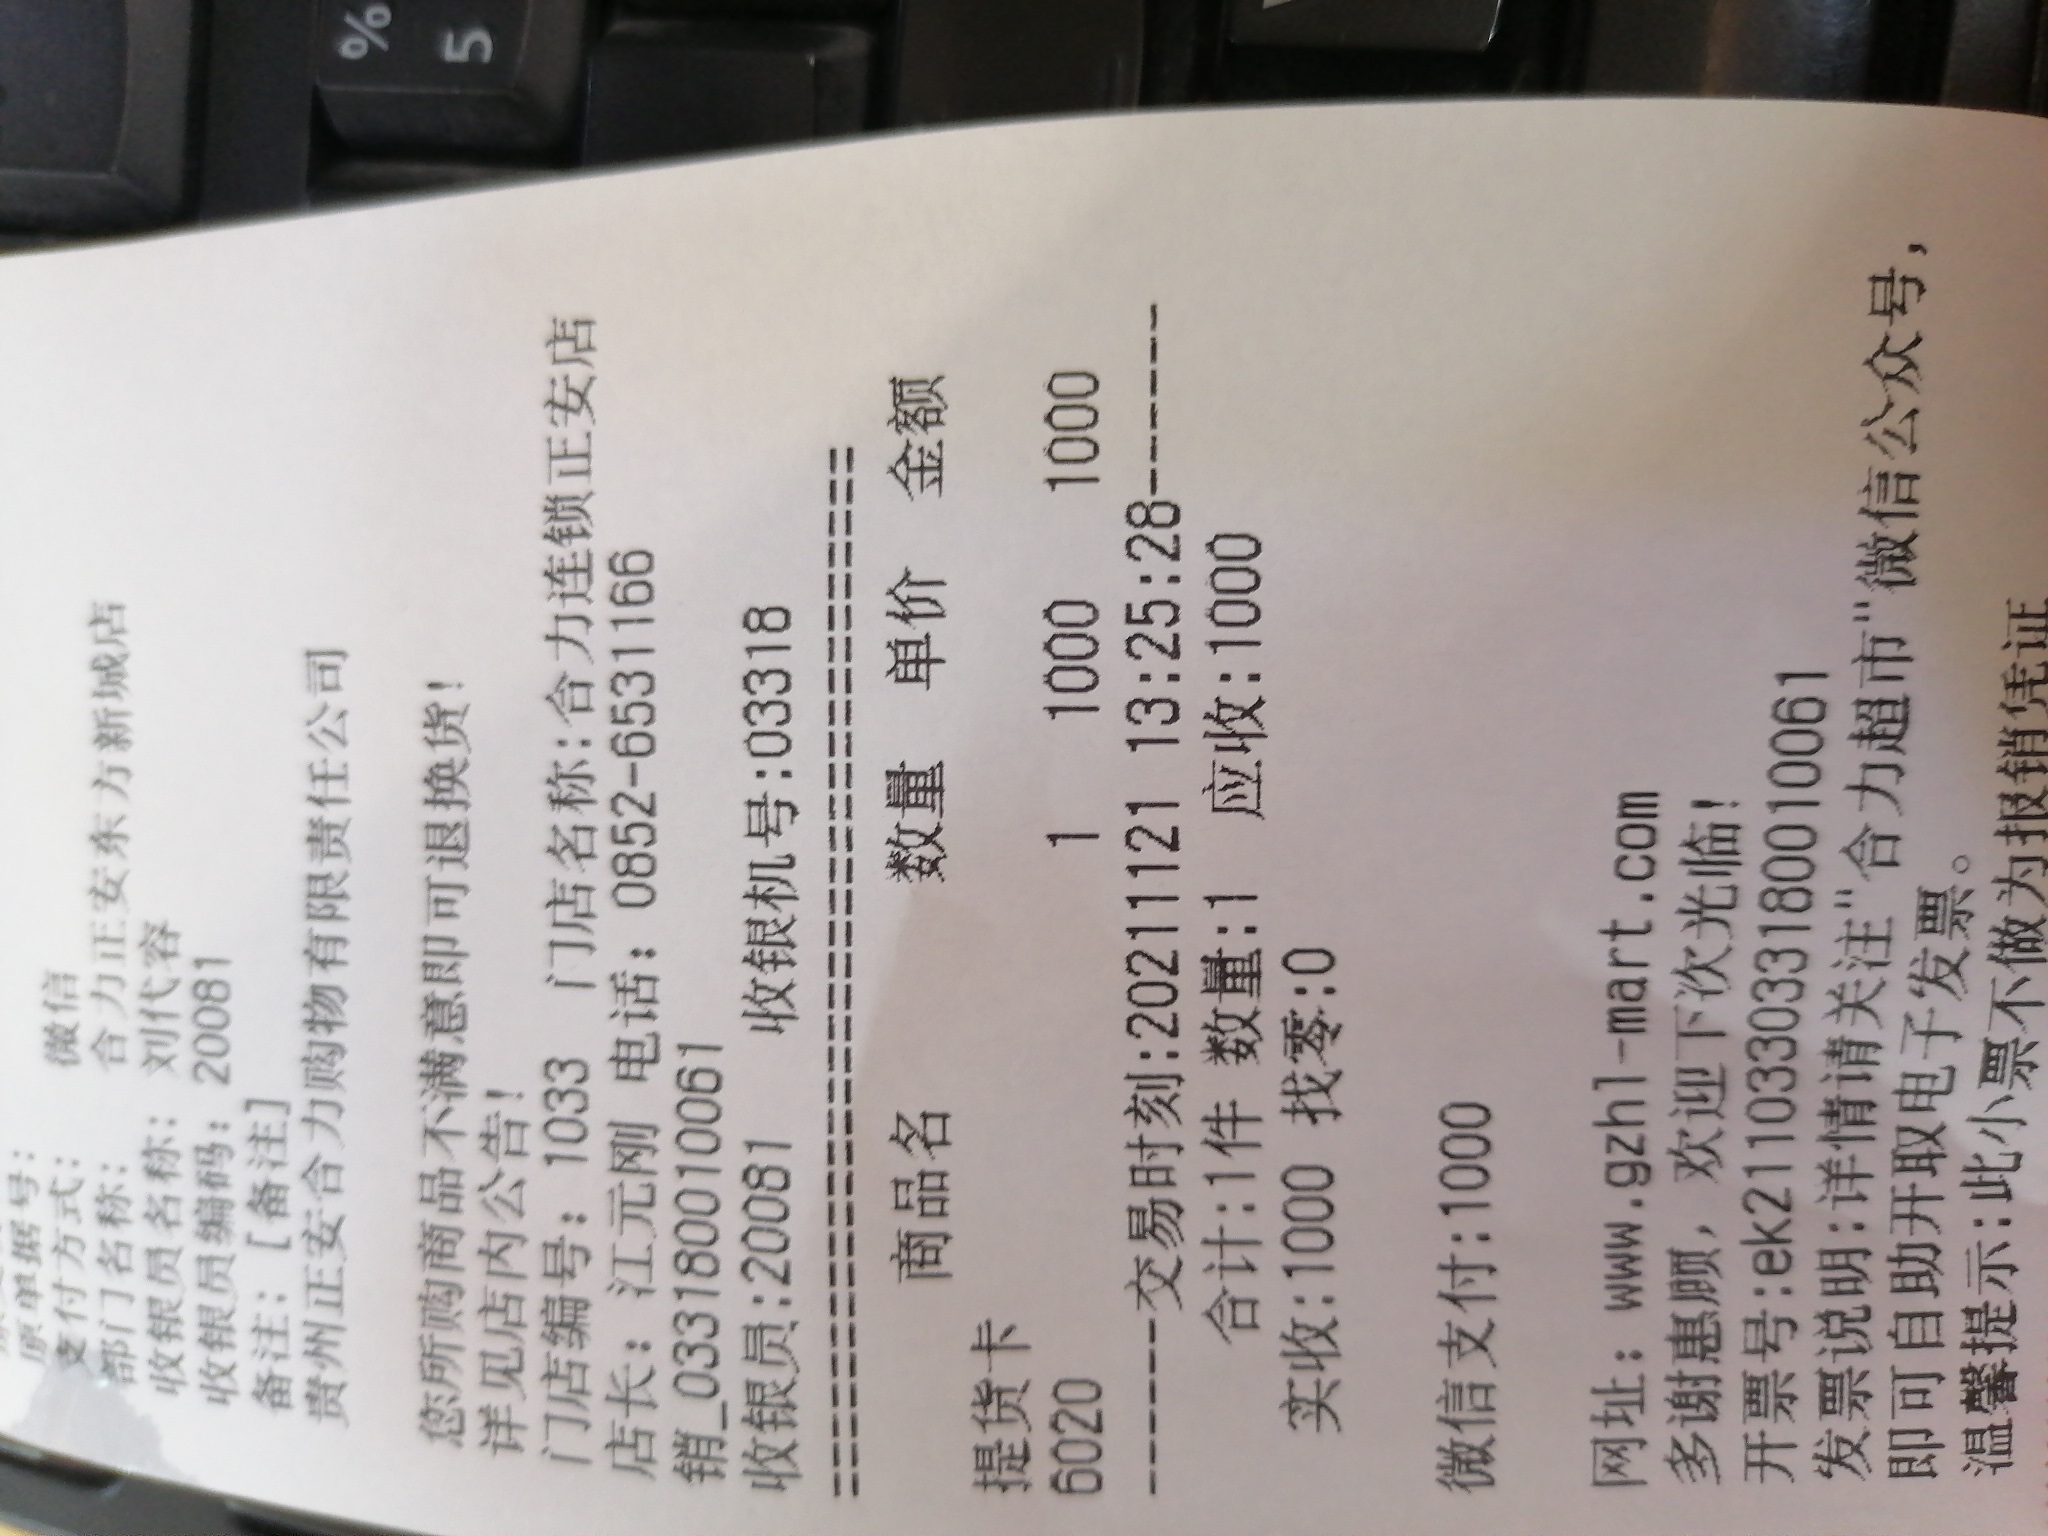 % 5
原单据号:
支付方式: 微信
部门名称: 合力正安东方新城店
收银员名称: 刘代容
收银员编码: 20081
备注: [备注]
贵州正安合力购物有限责任公司
您所购商品不满意即可退换货!
详见店内公告!
门店编号: 1033 门店名称:合力连锁正安店
店长: 江元刚 电话: 0852-6531166
销_033180010061
收银员:20081 收银机号:03318
商品名 数量 单价 金额
提货卡
6020 1 1000 1000
-------交易时刻:20211121 13:25:28---------
合计:1件 数量:1 应收:1000
实收:1000 找零:0
微信支付:1000
网址: www.gzhl-mart.com
多谢惠顾, 欢迎下次光临!
开票号:ek211033033180010061
发票说明:详情请关注"合力超市"微信公众号,
即可自助开取电子发票。
温馨提示:此小票不做为报销凭证